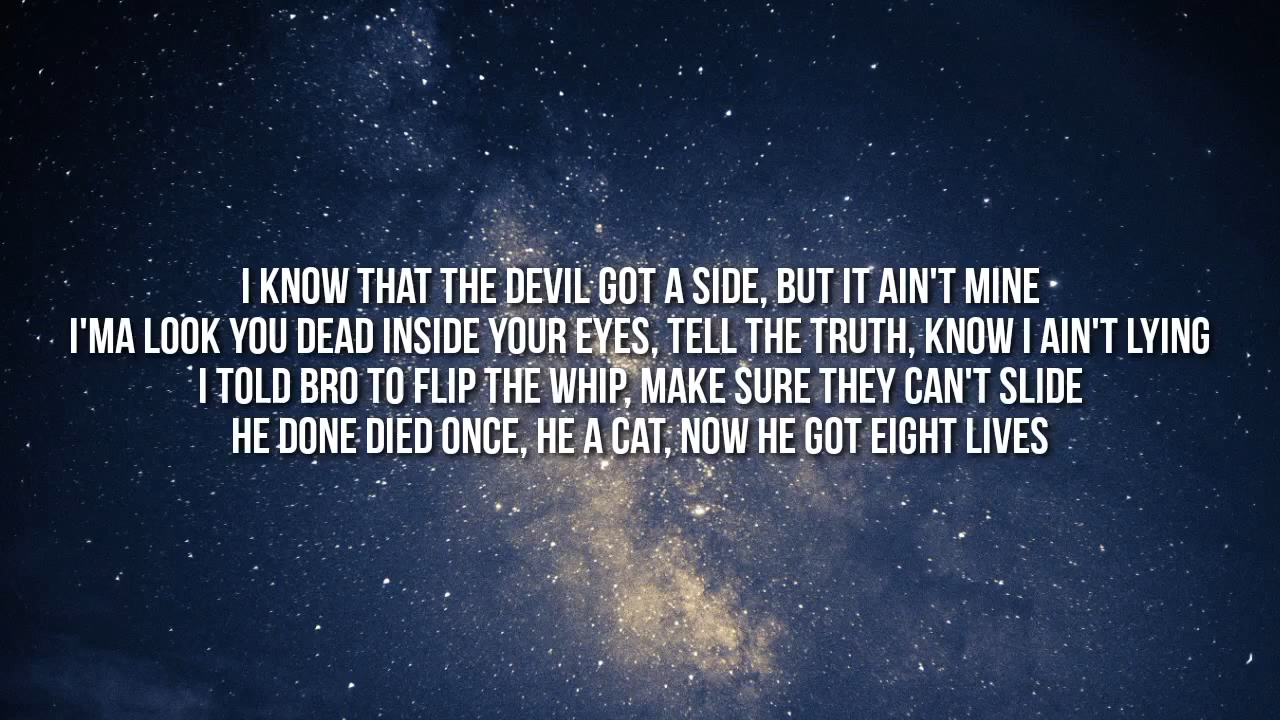 I KNOW THAT THE DEVIL GOT A SIDE, BUT IT AIN'T MINE
I'MA LOOK YOU DEAD INSIDE YOUR EYES, TELL THE TRUTH, KNOW I AIN'T LYING
I TOLD BRO TO FLIP THE WHIP, MAKE SURE THEY CAN'T SLIDE
HE DONE DIED ONCE, HE A CAT, NOW HE GOT EIGHT LIVES